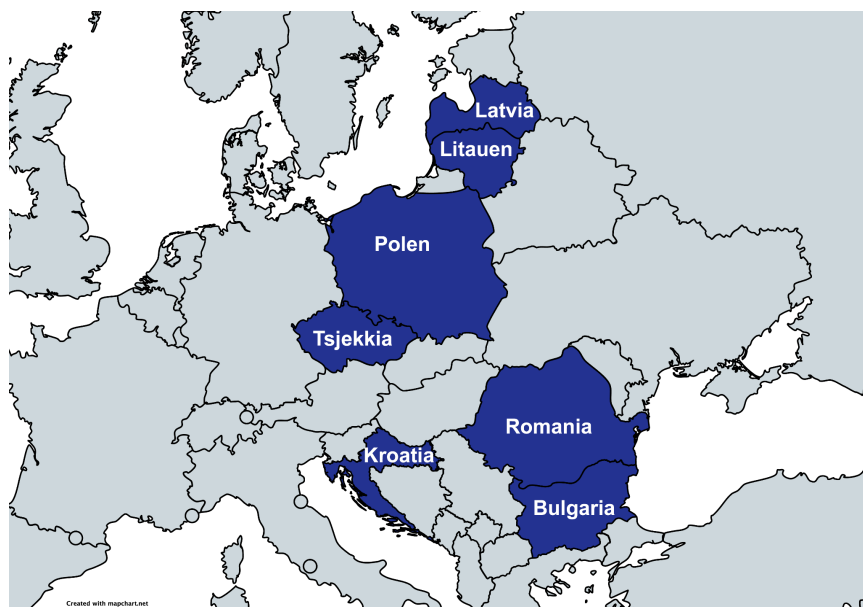 Latvia
Litauen
Polen
Tsjekkia
Romania
Kroatia
Bulgaria
Created with mapchart.net